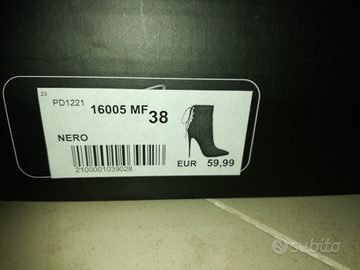 23
PD1221 16005 MF 38
NERO
2100001039028
EUR 59,99
subito